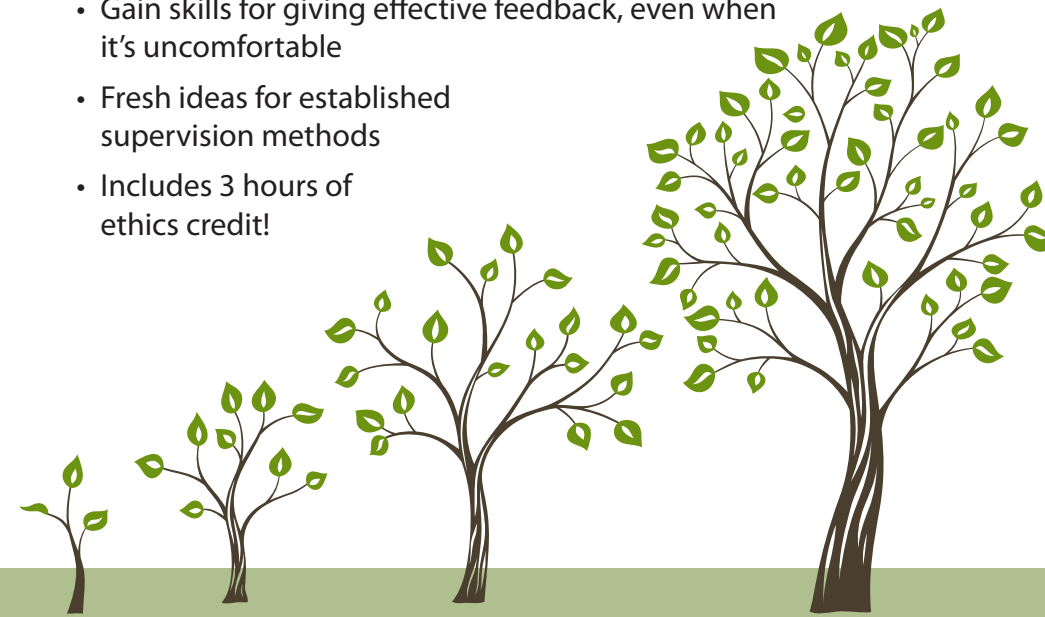 • Gain skills for giving effective feedback, even when
it’s uncomfortable
• Fresh ideas for established
supervision methods
• Includes 3 hours of
ethics credit!